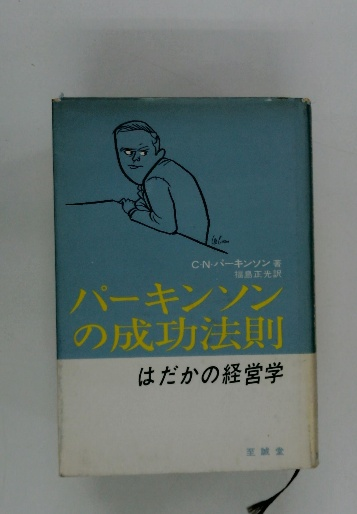 C·N·パーキンソン著
福島正光訳
パーキンソン
の成功法則
はだかの経営学
至誠堂